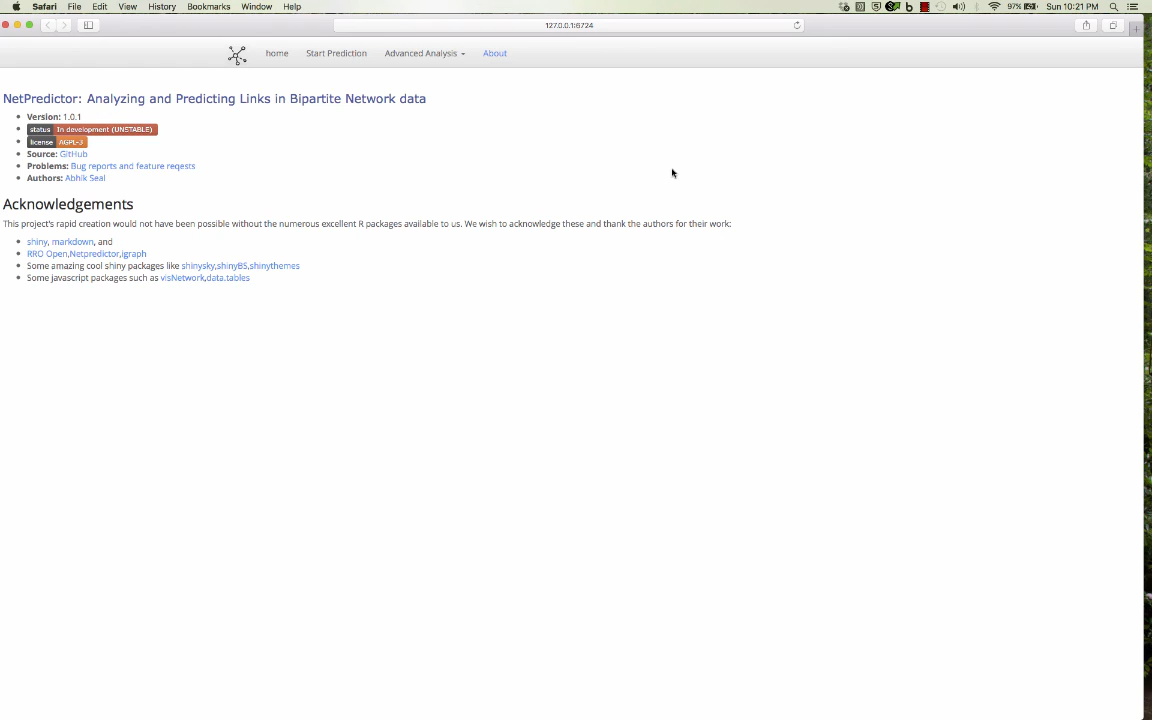 Safari File Edit View History Bookmarks Window Help 97% Sun 10:21 PM
127.0.0.1:6724
home Start Prediction Advanced Analysis About
NetPredictor: Analyzing and Predicting Links in Bipartite Network data
Version: 1.0.1
status In development (UNSTABLE)
license AGPL-3
Source: GitHub
Problems: Bug reports and feature reqests
Authors: Abhik Seal
Acknowledgements
This project's rapid creation would not have been possible without the numerous excellent R packages available to us. We wish to acknowledge these and thank the authors for their work:
shiny, markdown, and
RRO Open,Netpredictor,igraph
Some amazing cool shiny packages like shinysky,shinyBS,shinythemes
Some javascript packages such as visNetwork,data.tables